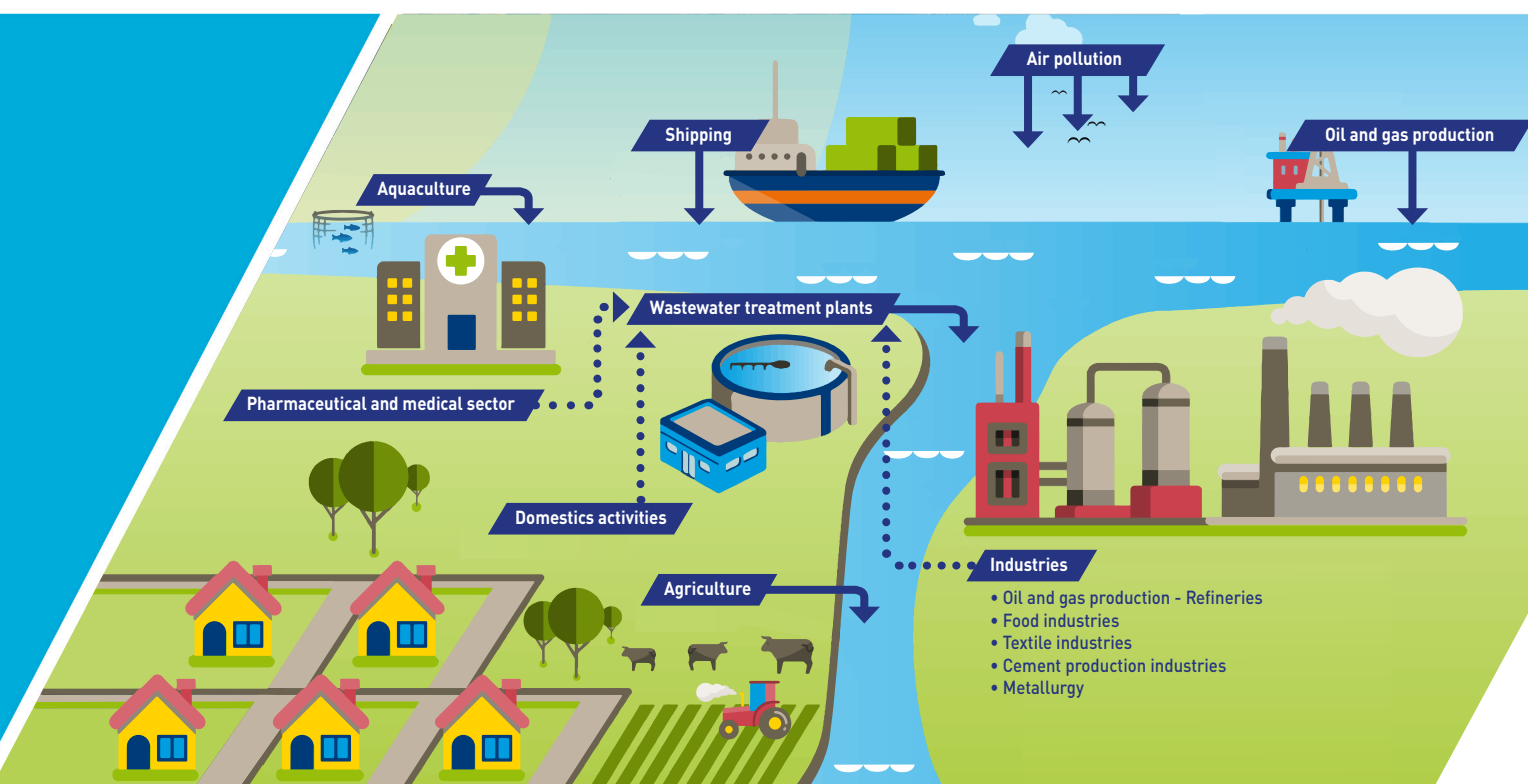 Air pollution
Shipping
Oil and gas production
Aquaculture
Wastewater treatment plants
Pharmaceutical and medical sector
Domestics activities
Agriculture
Industries
• Oil and gas production - Refineries
• Food industries
• Textile industries
• Cement production industries
• Metallurgy